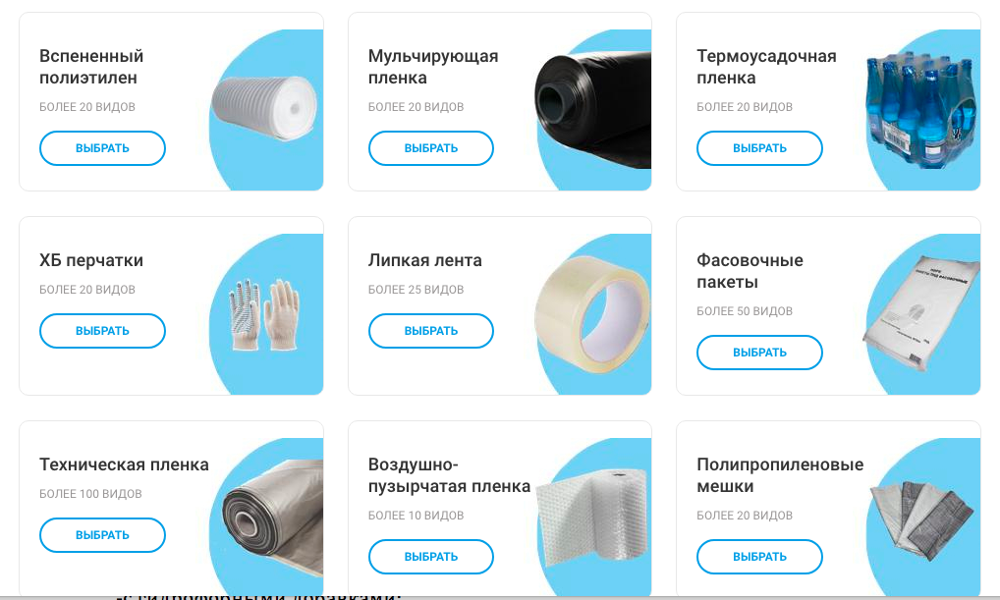 Вспененный
полиэтилен
БОЛЕЕ 20 ВИДОВ
ВЫБРАТЬ
Мульчирующая
пленка
БОЛЕЕ 20 ВИДОВ
ВЫБРАТЬ
Термоусадочная
пленка
БОЛЕЕ 20 ВИДОВ
ВЫБРАТЬ
ХБ перчатки
БОЛЕЕ 20 ВИДОВ
ВЫБРАТЬ
Липкая лента
БОЛЕЕ 25 ВИДОВ
ВЫБРАТЬ
Фасовочные
пакеты
БОЛЕЕ 50 ВИДОВ
ВЫБРАТЬ
Техническая пленка
БОЛЕЕ 100 ВИДОВ
ВЫБРАТЬ
Воздушно-
пузырчатая пленка
БОЛЕЕ 10 ВИДОВ
ВЫБРАТЬ
Полипропиленовые
мешки
БОЛЕЕ 20 ВИДОВ
ВЫБРАТЬ
-с гидрофобными добавками;